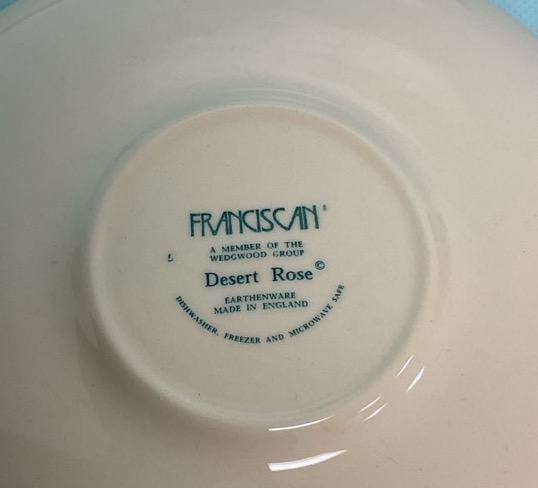 FRANCISCAN®
A MEMBER OF THE
WEDGWOOD GROUP
Desert Rose©
EARTHENWARE
MADE IN ENGLAND
DISHWASHER, FREEZER AND MICROWAVE SAFE